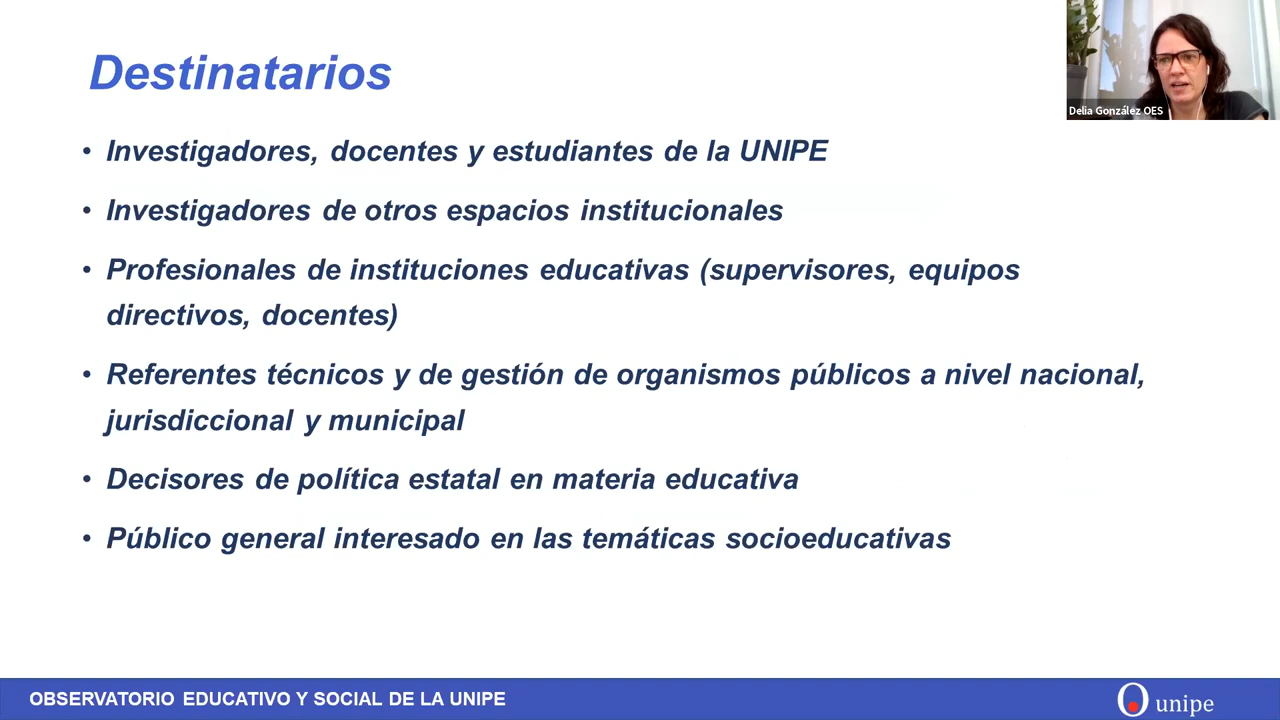 Destinatarios
Delia González OES
• Investigadores, docentes y estudiantes de la UNIPE
• Investigadores de otros espacios institucionales
• Profesionales de instituciones educativas (supervisores, equipos
directivos, docentes)
• Referentes técnicos y de gestión de organismos públicos a nivel nacional,
jurisdiccional y municipal
• Decisores de política estatal en materia educativa
• Público general interesado en las temáticas socioeducativas
OBSERVATORIO EDUCATIVO Y SOCIAL DE LA UNIPE
unipe